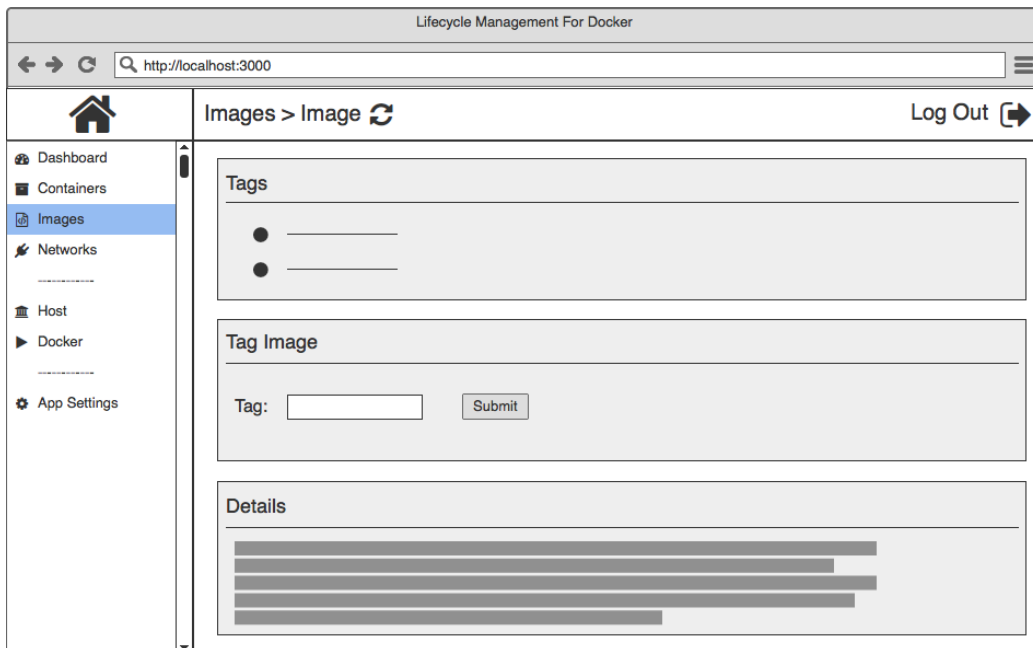 Lifecycle Management For Docker
http://localhost:3000
Images > Image
Log Out
Dashboard
Containers
Images
Networks
-------------
Host
Docker
-------------
App Settings
Tags
Tag Image
Tag:
Submit
Details